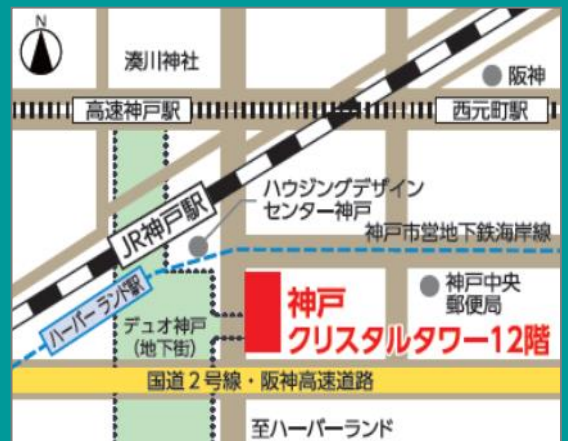 N
湊川神社
阪神
高速神戸駅
西元町駅
JR神戸駅
ハウジングデザイン
センター神戸
神戸市営地下鉄海岸線
ハーバーランド駅
デュオ神戸
(地下街)
神戸
クリスタルタワー12階
神戸中央
郵便局
国道2号線・阪神高速道路
至ハーバーランド